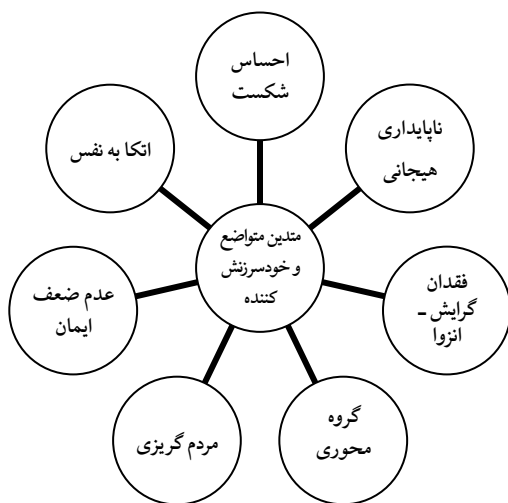 احساس
شکست
ناپایداری
هیجانی
فقدان
گرایش ـ
انزوا
گروه
محوری
مردم گریزی
عدم ضعف
ایمان
اتکا به نفس
متدین متواضع
و خودسرزنش
کننده